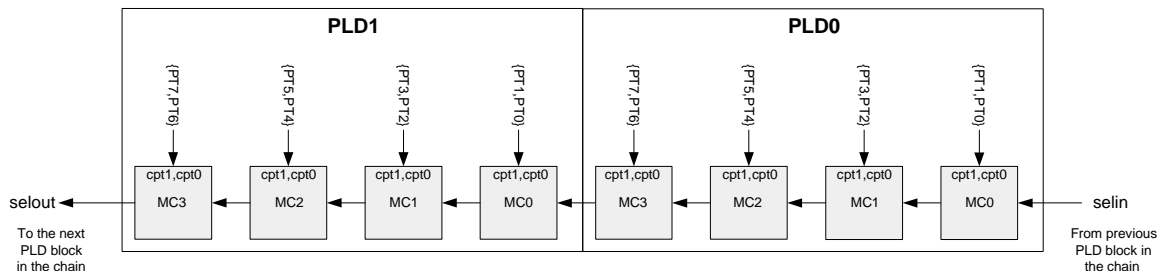 PLD1
PLD0
{PT7,PT6}
{PT5,PT4}
{PT3,PT2}
{PT1,PT0}
{PT7,PT6}
{PT5,PT4}
{PT3,PT2}
{PT1,PT0}
cpt1,cpt0
cpt1,cpt0
cpt1,cpt0
cpt1,cpt0
cpt1,cpt0
cpt1,cpt0
cpt1,cpt0
cpt1,cpt0
selout
MC3
MC2
MC1
MC0
MC3
MC2
MC1
MC0
selin
To the next
PLD block
in the chain
From previous
PLD block in
the chain